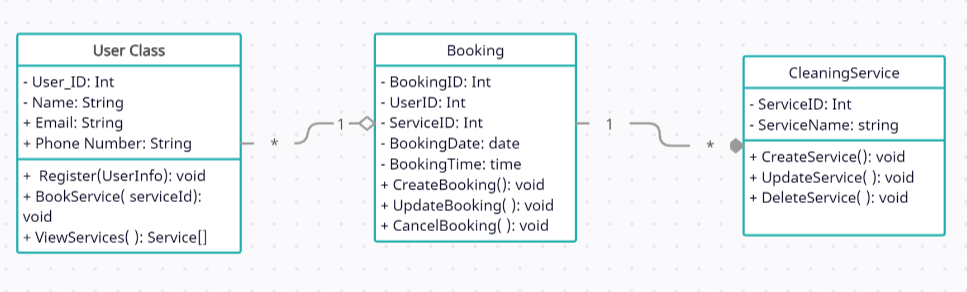 User Class
- User_ID: Int
- Name: String
+ Email: String
+ Phone Number: String
+  Register(UserInfo): void
+ BookService( serviceId):
void
+ ViewServices( ): Service[]
*
1
Booking
- BookingID: Int
- UserID: Int
- ServiceID: Int
- BookingDate: date
- BookingTime: time
+ CreateBooking(): void
+ UpdateBooking( ): void
+ CancelBooking( ): void
1
*
CleaningService
- ServiceID: Int
- ServiceName: string
+ CreateService(): void
+ UpdateService( ): void
+ DeleteService( ): void